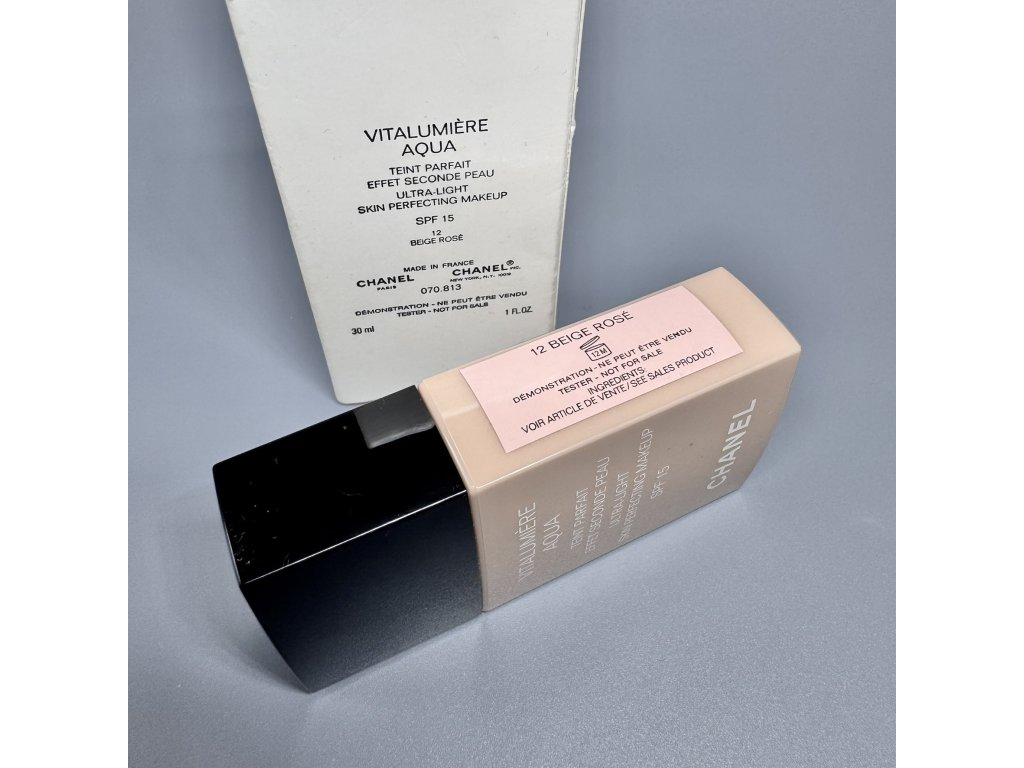 VITALUMIÈRE
AQUA
TEINT PARFAIT
EFFET SECONDE PEAU
ULTRA-LIGHT
SKIN PERFECTING MAKEUP
SPF 15
12
BEIGE ROSÉ
MADE IN FRANCE
CHANEL CHANEL® INC.
PARIS NEW YORK, N.Y. 10019
070.813
DÉMONSTRATION - NE PEUT ÊTRE VENDU
TESTER - NOT FOR SALE
30 ml 1 FL.OZ.
12 BEIGE ROSÉ
12M
DÉMONSTRATION - NE PEUT ÊTRE VENDU
TESTER - NOT FOR SALE
INGREDIENTS:
VOIR ARTICLE DE VENTE / SEE SALES PRODUCT
VITALUMIÈRE
AQUA
TEINT PARFAIT
EFFET SECONDE PEAU
ULTRA-LIGHT
SKIN PERFECTING MAKEUP
SPF 15
CHANEL